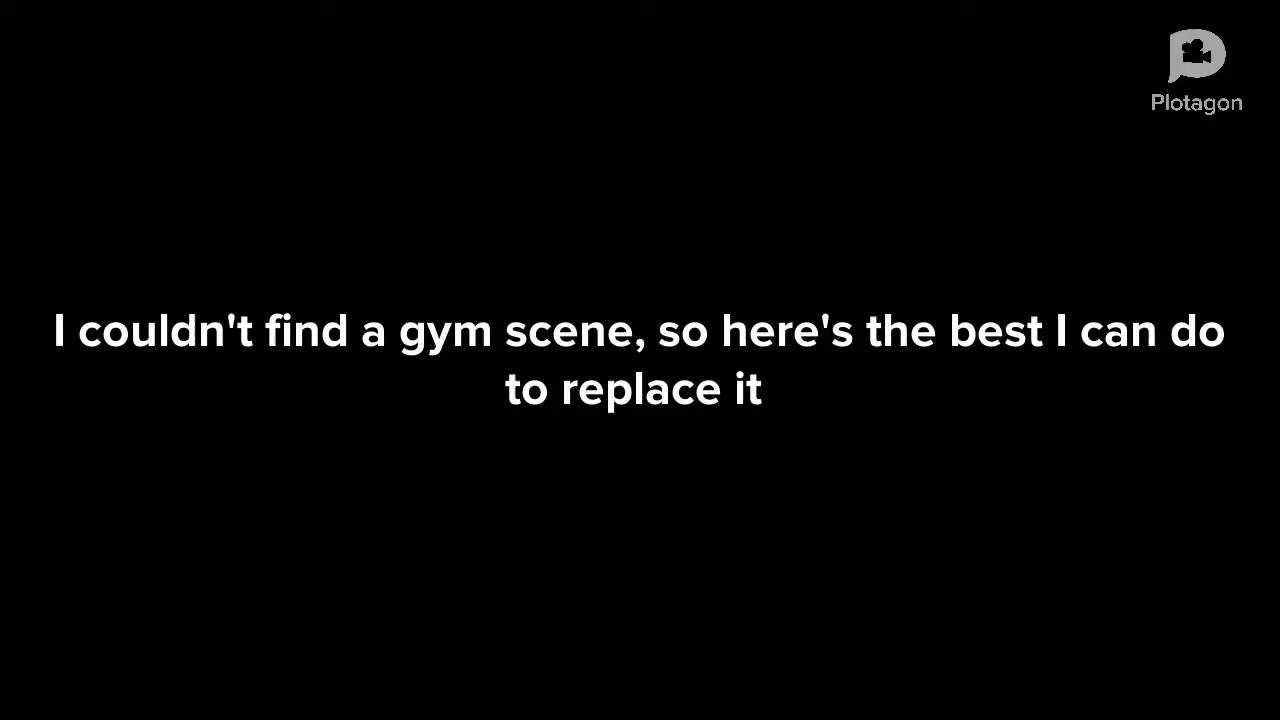 Plotagon
I couldn't find a gym scene, so here's the best I can do
to replace it